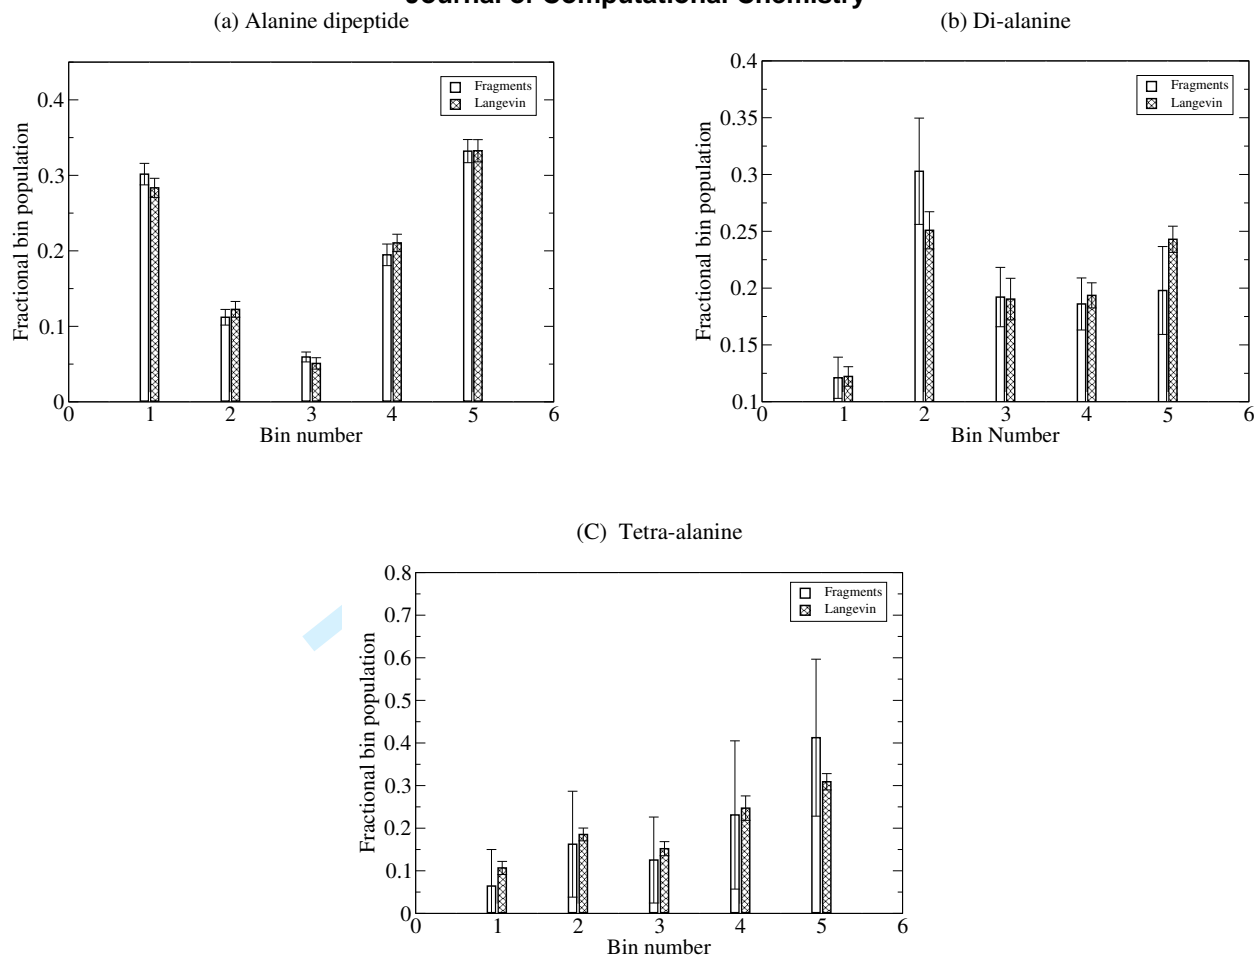 Journal of Computational Chemistry
(a) Alanine dipeptide
Fractional bin population
0.4
0.3
0.2
0.1
0
Fragments
Langevin
0 1 2 3 4 5 6
Bin number
(b) Di-alanine
Fractional bin population
0.4
0.35
0.3
0.25
0.2
0.15
0.1
Fragments
Langevin
0 1 2 3 4 5 6
Bin Number
(C) Tetra-alanine
Fractional bin population
0.8
0.7
0.6
0.5
0.4
0.3
0.2
0.1
0
Fragments
Langevin
0 1 2 3 4 5 6
Bin number